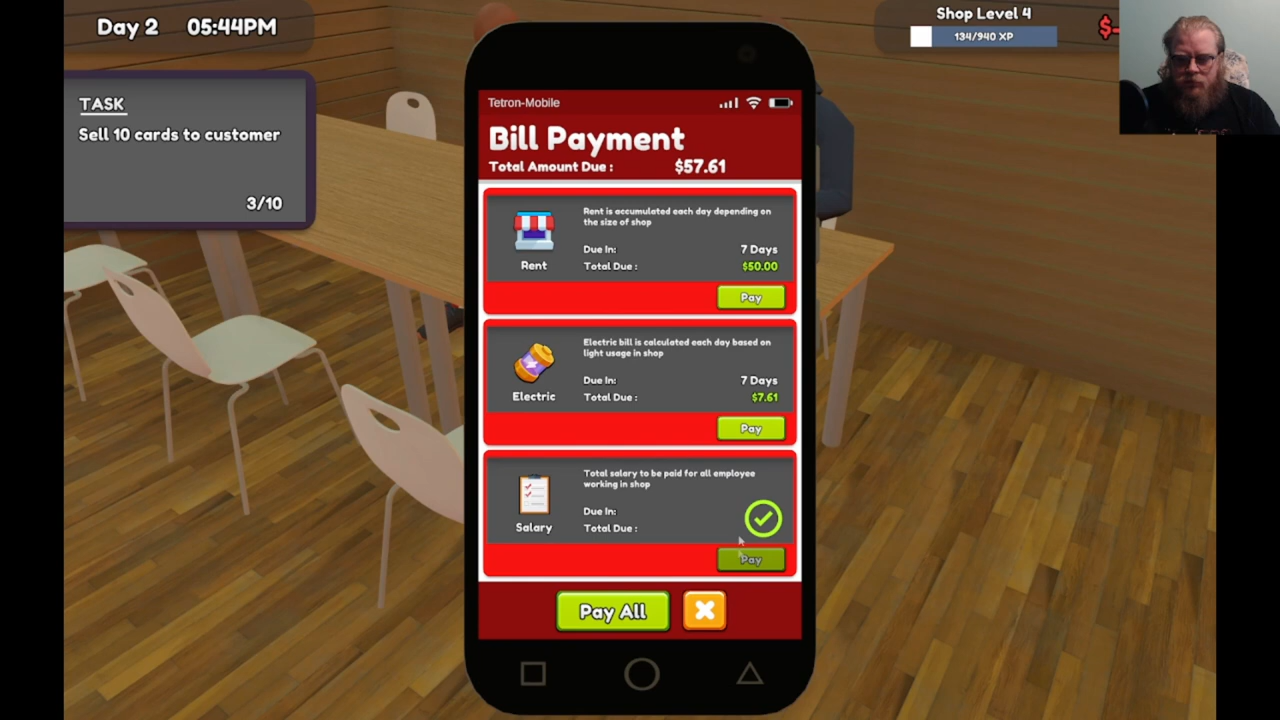 Day 2 05:44PM
Shop Level 4
134/940 XP
$-
TASK
Sell 10 cards to customer
3/10
Tetron-Mobile
Bill Payment
Total Amount Due : $57.61
Rent is accumulated each day depending on
the size of shop
Due In: 7 Days
Rent
Total Due : $50.00
Pay
Electric bill is calculated each day based on
light usage in shop
Due In: 7 Days
Electric
Total Due : $7.61
Pay
Total salary to be paid for all employee
working in shop
Due In:
Salary
Total Due :
Pay
Pay All